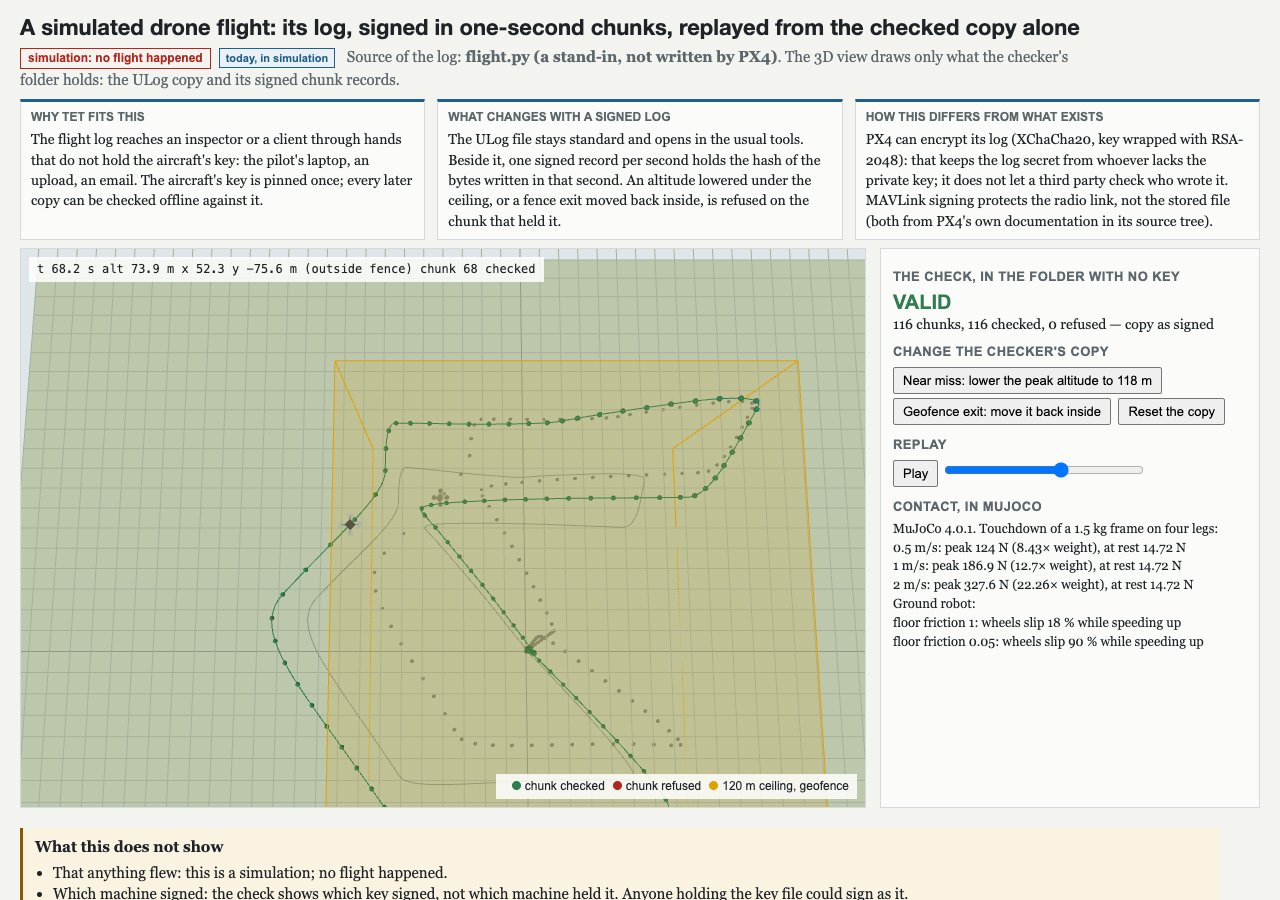 A simulated drone flight: its log, signed in one-second chunks, replayed from the checked copy alone
simulation: no flight happened
today, in simulation
Source of the log: flight.py (a stand-in, not written by PX4). The 3D view draws only what the checker's
folder holds: the ULog copy and its signed chunk records.
WHY TET FITS THIS
The flight log reaches an inspector or a client through hands
that do not hold the aircraft's key: the pilot's laptop, an
upload, an email. The aircraft's key is pinned once; every later
copy can be checked offline against it.
WHAT CHANGES WITH A SIGNED LOG
The ULog file stays standard and opens in the usual tools.
Beside it, one signed record per second holds the hash of the
bytes written in that second. An altitude lowered under the
ceiling, or a fence exit moved back inside, is refused on the
chunk that held it.
HOW THIS DIFFERS FROM WHAT EXISTS
PX4 can encrypt its log (XChaCha20, key wrapped with RSA-
2048): that keeps the log secret from whoever lacks the
private key; it does not let a third party check who wrote it.
MAVLink signing protects the radio link, not the stored file
(both from PX4's own documentation in its source tree).
t 68.2 s alt 73.9 m x 52.3 y −75.6 m (outside fence) chunk 68 checked
chunk checked
chunk refused
120 m ceiling, geofence
THE CHECK, IN THE FOLDER WITH NO KEY
VALID
116 chunks, 116 checked, 0 refused — copy as signed
CHANGE THE CHECKER'S COPY
Near miss: lower the peak altitude to 118 m
Geofence exit: move it back inside
Reset the copy
REPLAY
Play
CONTACT, IN MUJOCO
MuJoCo 4.0.1. Touchdown of a 1.5 kg frame on four legs:
0.5 m/s: peak 124 N (8.43× weight), at rest 14.72 N
1 m/s: peak 186.9 N (12.7× weight), at rest 14.72 N
2 m/s: peak 327.6 N (22.26× weight), at rest 14.72 N
Ground robot:
floor friction 1: wheels slip 18 % while speeding up
floor friction 0.05: wheels slip 90 % while speeding up
What this does not show
• That anything flew: this is a simulation; no flight happened.
• Which machine signed: the check shows which key signed, not which machine held it. Anyone holding the key file could sign as it.